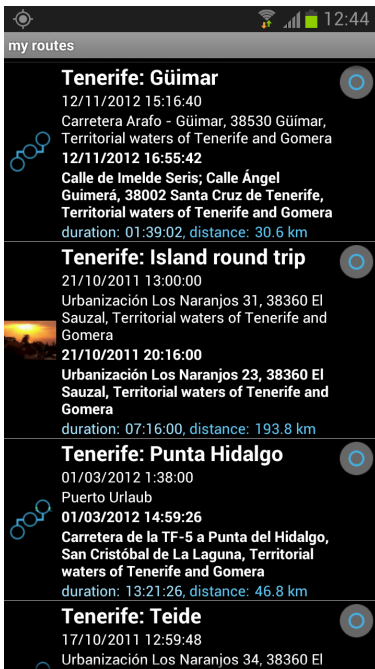 12:44
my routes
Tenerife: Güimar
12/11/2012 15:16:40
Carretera Arafo - Güimar, 38530 Güímar,
Territorial waters of Tenerife and Gomera
12/11/2012 16:55:42
Calle de Imelde Seris; Calle Ángel
Guimerá, 38002 Santa Cruz de Tenerife,
Territorial waters of Tenerife and Gomera
duration: 01:39:02, distance: 30.6 km
Tenerife: Island round trip
21/10/2011 13:00:00
Urbanización Los Naranjos 31, 38360 El
Sauzal, Territorial waters of Tenerife and
Gomera
21/10/2011 20:16:00
Urbanización Los Naranjos 23, 38360 El
Sauzal, Territorial waters of Tenerife and
Gomera
duration: 07:16:00, distance: 193.8 km
Tenerife: Punta Hidalgo
01/03/2012 1:38:00
Puerto Urlaub
01/03/2012 14:59:26
Carretera de la TF-5 a Punta del Hidalgo,
San Cristóbal de La Laguna, Territorial
waters of Tenerife and Gomera
duration: 13:21:26, distance: 46.8 km
Tenerife: Teide
17/10/2011 12:59:48
Urbanización Los Naranjos 34, 38360 El